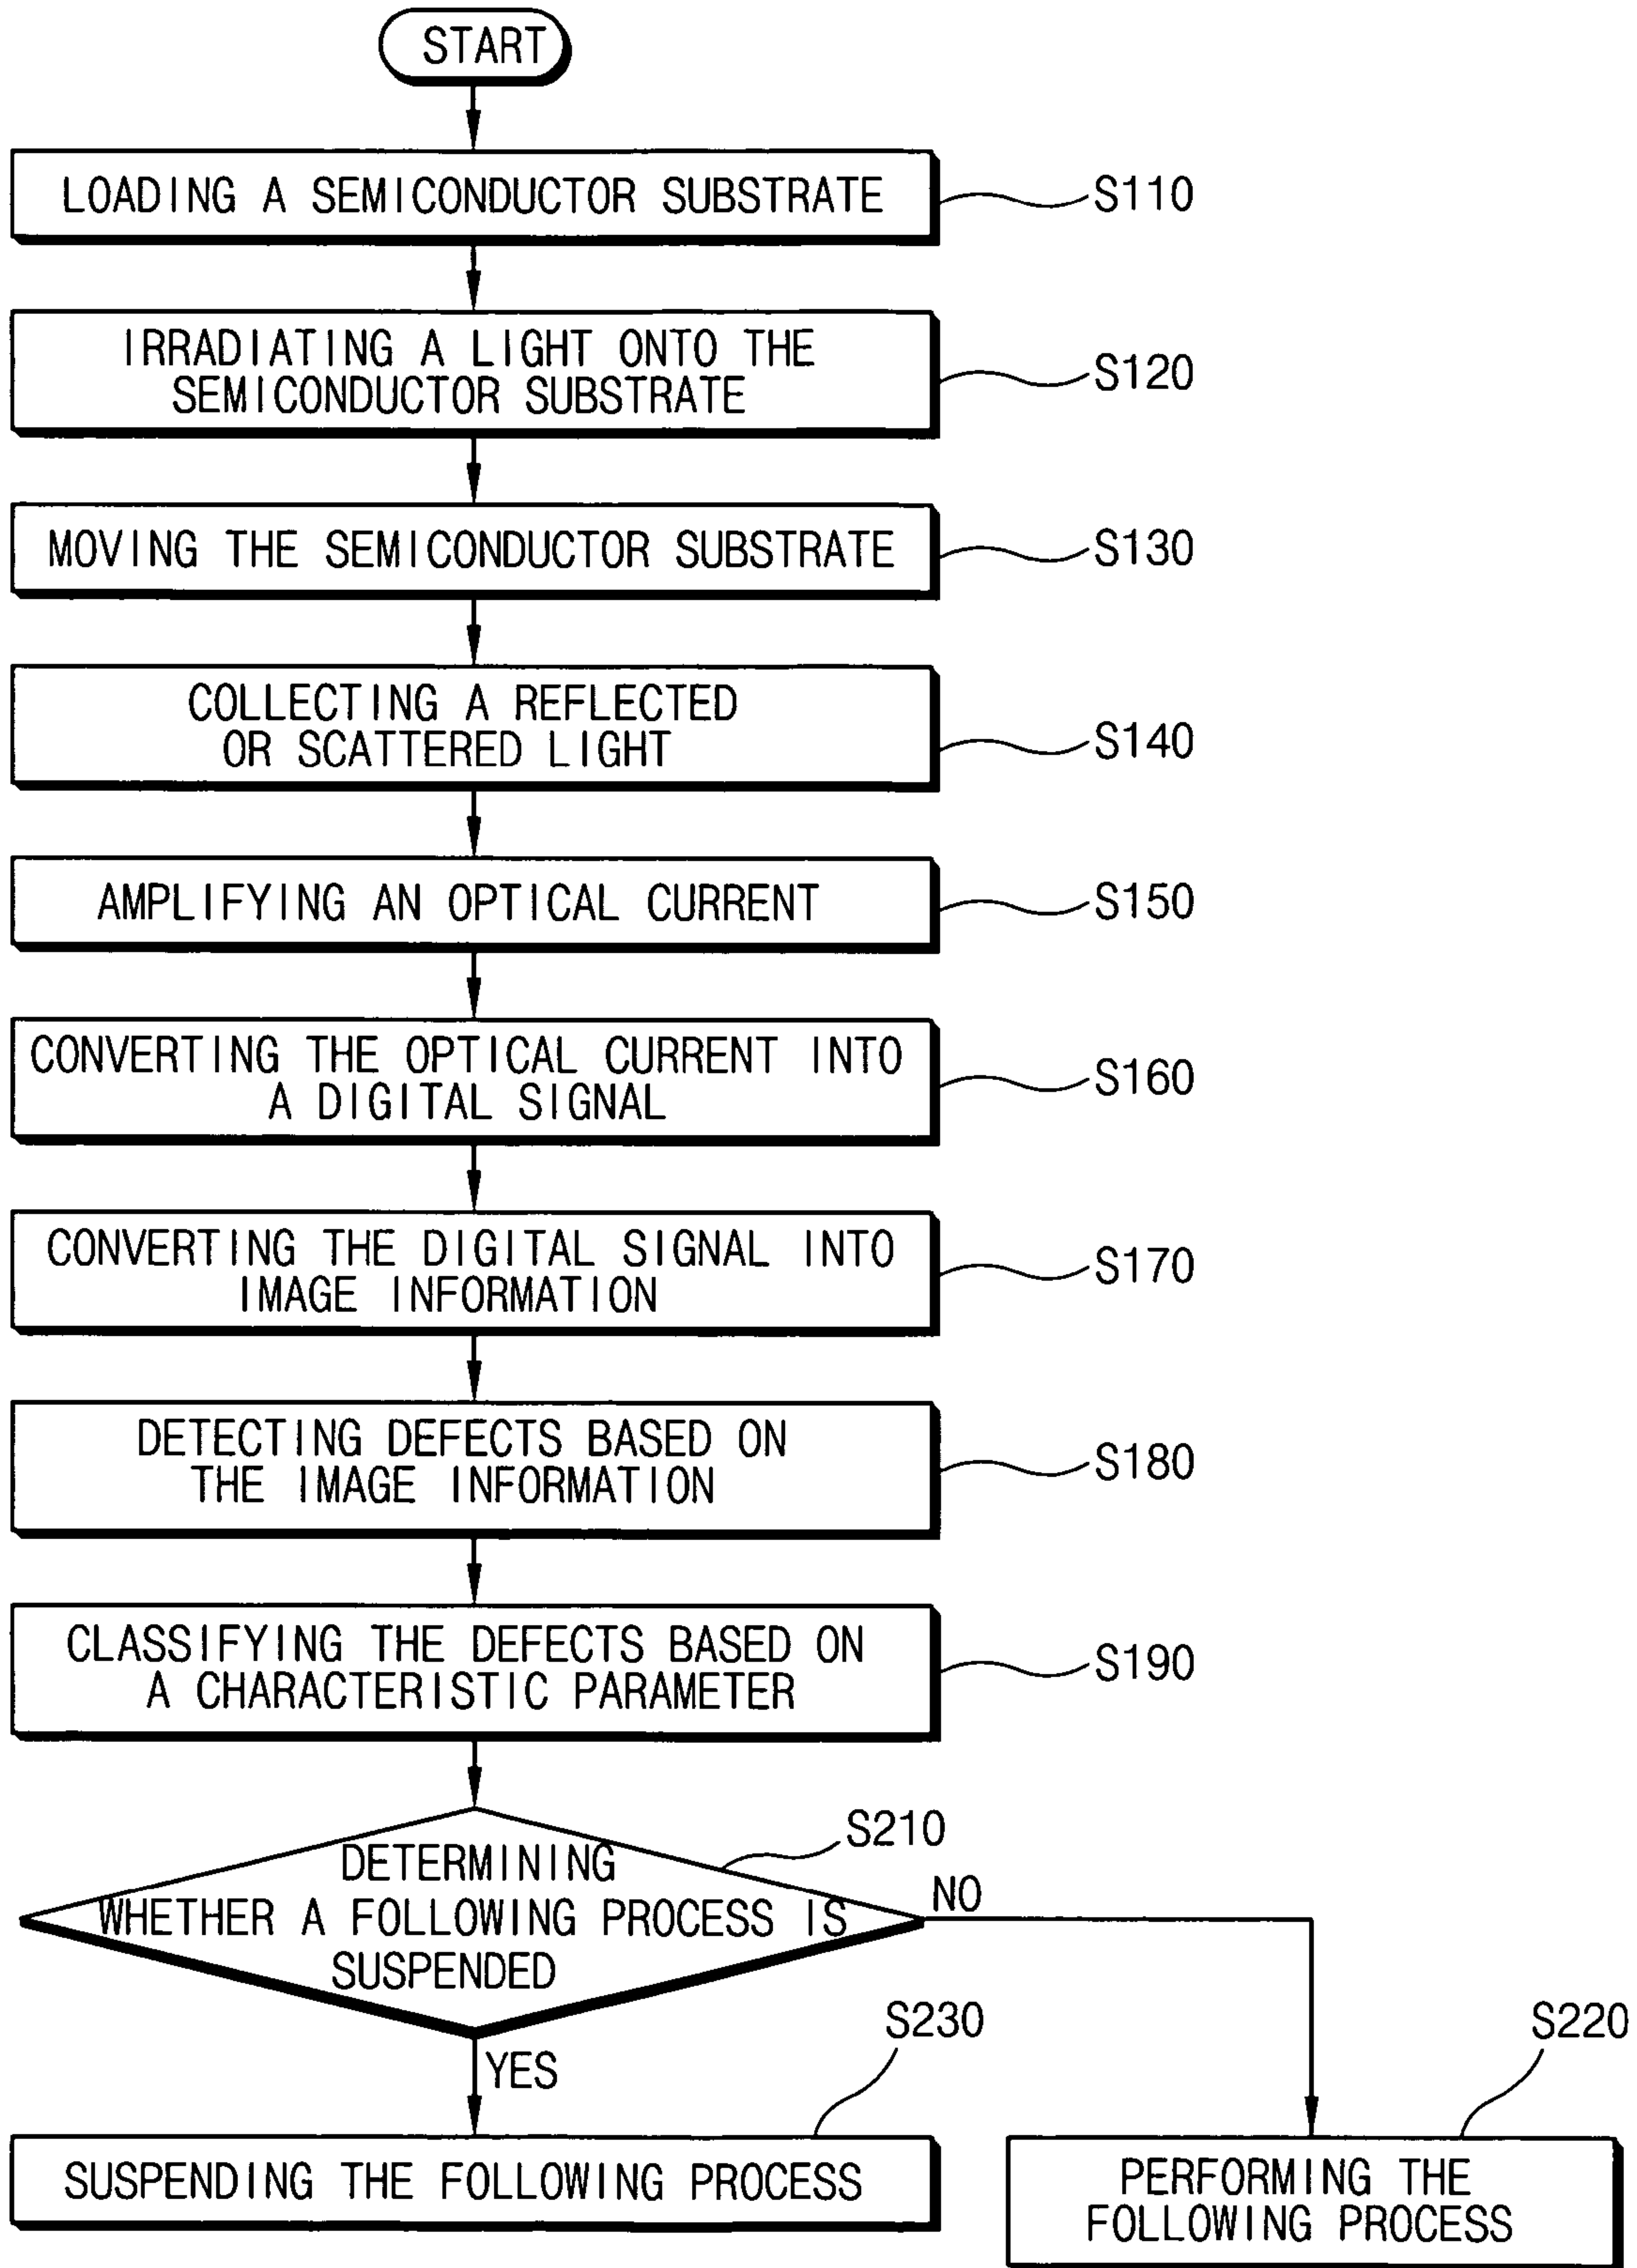 START
LOADING A SEMICONDUCTOR SUBSTRATE
S110
IRRADIATING A LIGHT ONTO THE
SEMICONDUCTOR SUBSTRATE
S120
MOVING THE SEMICONDUCTOR SUBSTRATE
S130
COLLECTING A REFLECTED
OR SCATTERED LIGHT
S140
AMPLIFYING AN OPTICAL CURRENT
S150
CONVERTING THE OPTICAL CURRENT INTO
A DIGITAL SIGNAL
S160
CONVERTING THE DIGITAL SIGNAL INTO
IMAGE INFORMATION
S170
DETECTING DEFECTS BASED ON
THE IMAGE INFORMATION
S180
CLASSIFYING THE DEFECTS BASED ON
A CHARACTERISTIC PARAMETER
S190
S210
DETERMINING
WHETHER A FOLLOWING PROCESS IS
SUSPENDED
NO
YES
S230
S220
SUSPENDING THE FOLLOWING PROCESS
PERFORMING THE
FOLLOWING PROCESS